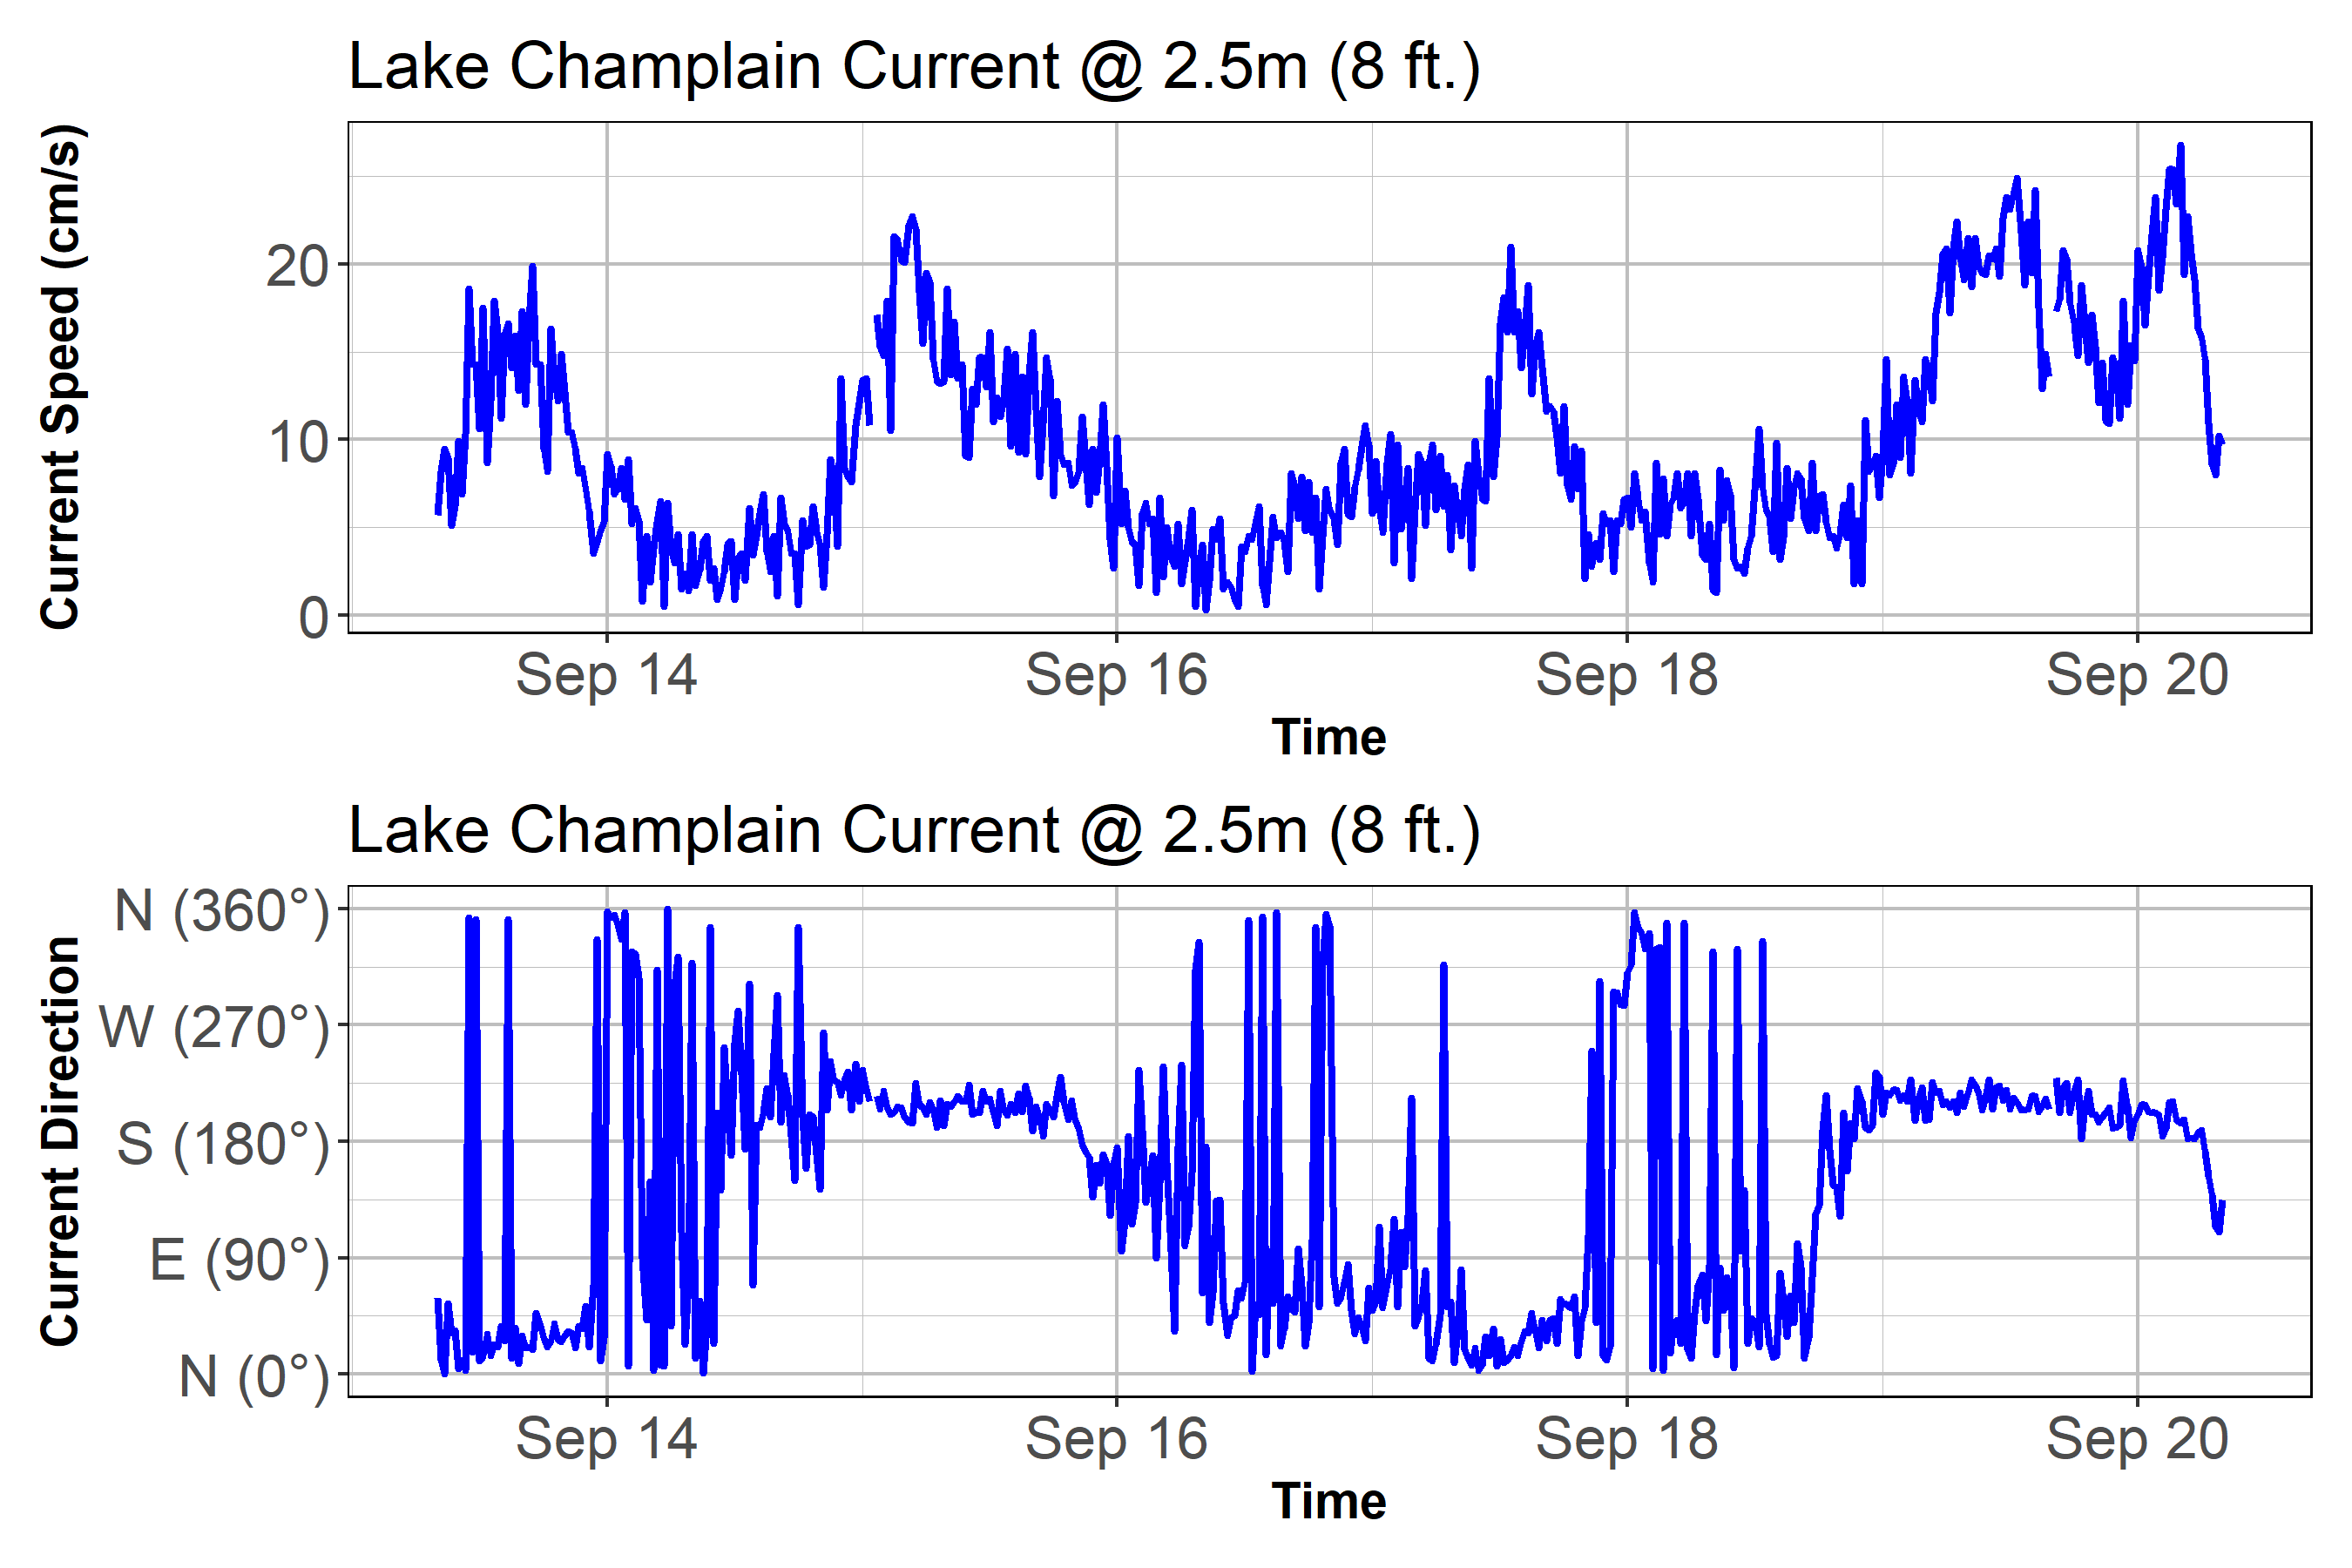 Lake Champlain Current @ 2.5m (8 ft.)
Current Speed (cm/s)
20
10
0
Sep 14 Sep 16 Sep 18 Sep 20
Time
Lake Champlain Current @ 2.5m (8 ft.)
Current Direction
N (360°)
W (270°)
S (180°)
E (90°)
N (0°)
Sep 14 Sep 16 Sep 18 Sep 20
Time